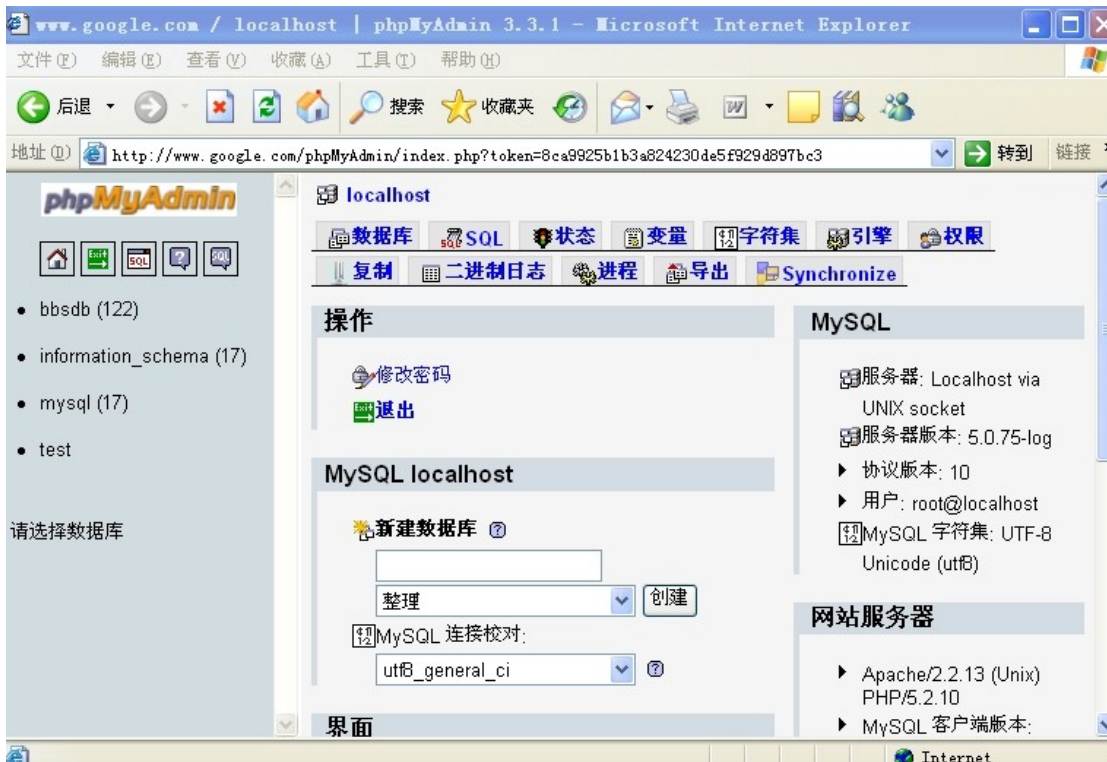 www.google.com / localhost | phpMyAdmin 3.3.1 - Microsoft Internet Explorer
文件(F) 编辑(E) 查看(V) 收藏(A) 工具(T) 帮助(H)
后退 搜索 收藏夹
地址(D) http://www.google.com/phpMyAdmin/index.php?token=8ca9925b1b3a824230de5f929d897bc3 转到 链接
phpMyAdmin
Exit SQL ? SQL
bbsdb (122)
information_schema (17)
mysql (17)
test
请选择数据库
localhost
数据库 SQL 状态 变量 字符集 引擎 权限
复制 二进制日志 进程 导出 Synchronize
操作
修改密码
退出
MySQL localhost
新建数据库
整理 创建
MySQL 连接校对:
utf8_general_ci
界面
MySQL
服务器: Localhost via
UNIX socket
服务器版本: 5.0.75-log
协议版本: 10
用户: root@localhost
MySQL 字符集: UTF-8
Unicode (utf8)
网站服务器
Apache/2.2.13 (Unix)
PHP/5.2.10
MySQL 客户端版本:
Internet